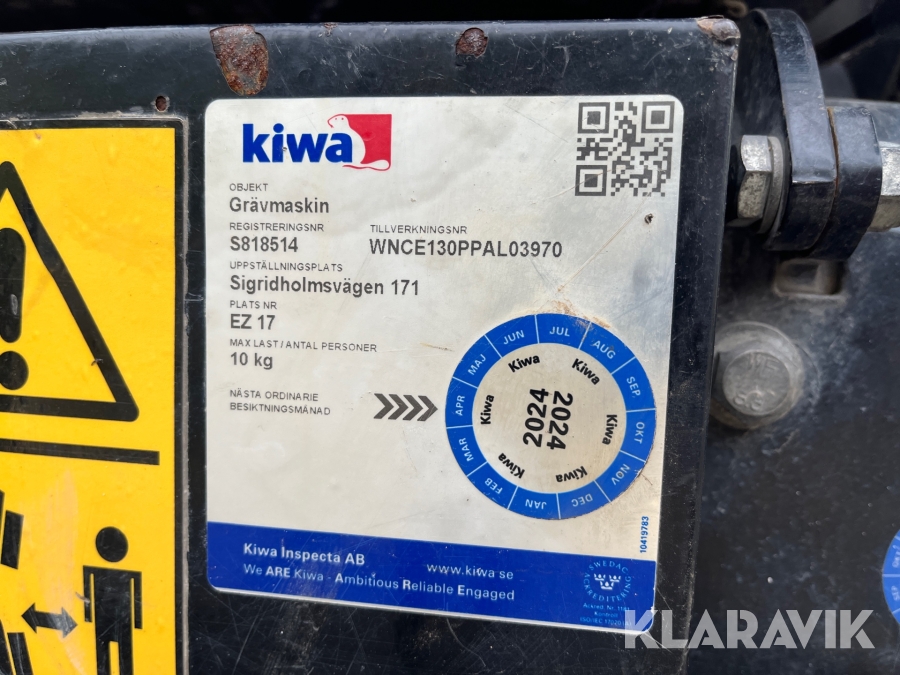 kiwa
OBJEKT
Grävmaskin
REGISTRERINGSNR
S818514
TILLVERKNINGSNR
WNCE130PPAL03970
UPPSTÄLLNINGSPLATS
Sigridholmsvägen 171
PLATS NR
EZ 17
MAX LAST / ANTAL PERSONER
10 kg
NÄSTA ORDINARIE
BESIKTNINGSMÅNAD
JAN FEB MAR APR MAJ JUN JUL AUG SEP OKT NOV DEC
Kiwa Kiwa Kiwa Kiwa Kiwa Kiwa
2024
2024
10419783
Kiwa Inspecta AB
www.kiwa.se
We ARE Kiwa - Ambitious Reliable Engaged
SWEDAC
ACKREDITERING
KLARAVIK